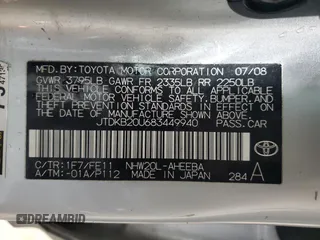 MFD. BY: TOYOTA MOTOR CORPORATION 07/08
GVWR 3795LB GAWR FR 2335LB RR 2250LB
THIS VEHICLE CONFORMS TO ALL APPLICABLE
FEDERAL MOTOR VEHICLE SAFETY, BUMPER, AND
THEFT PREVENTION STANDARDS IN EFFECT ON
THE DATE OF MANUFACTURE SHOWN ABOVE.
JTDKB20U683449940 PASS. CAR
C/TR: 1F7/FE11 NHW20L-AHEEBA
A/TM: -01A/P112 MADE IN JAPAN 284 A
TOYOTA